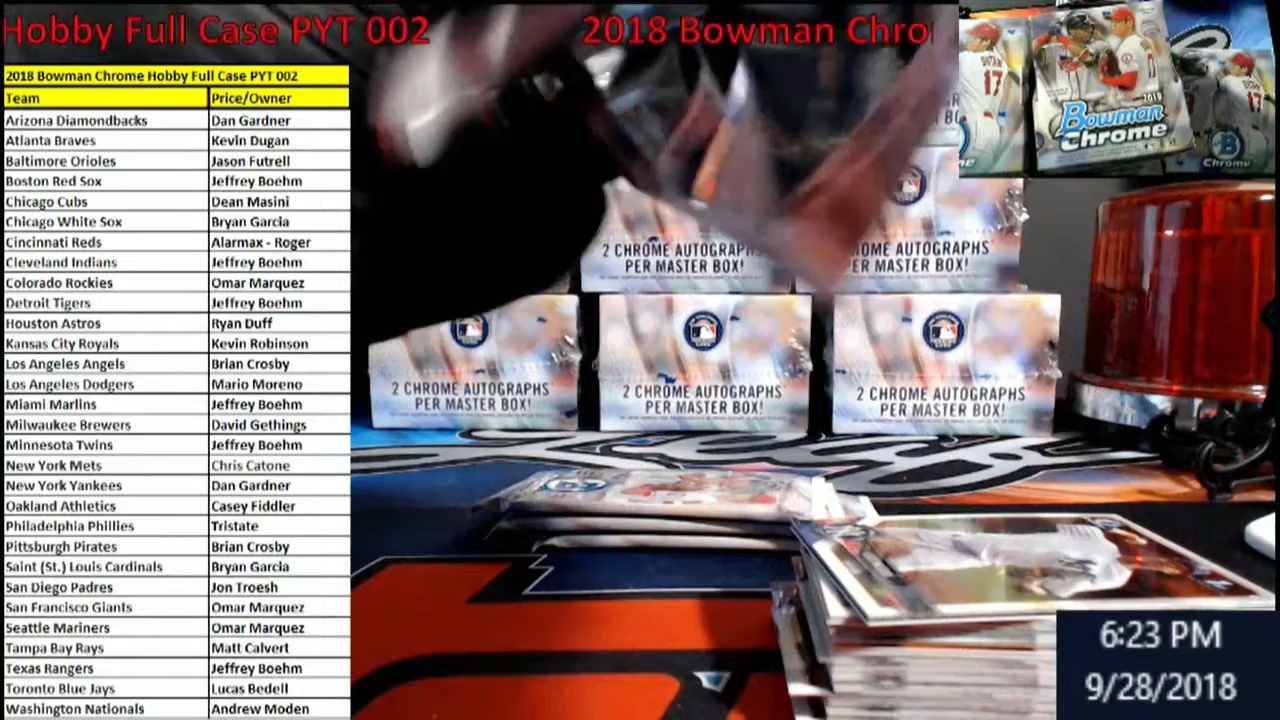 Hobby Full Case PYT 002
2018 Bowman Chro
2018 Bowman Chrome Hobby Full Case PYT 002
Team Price/Owner
Arizona Diamondbacks Dan Gardner
Atlanta Braves Kevin Dugan
Baltimore Orioles Jason Futrell
Boston Red Sox Jeffrey Boehm
Chicago Cubs Dean Masini
Chicago White Sox Bryan Garcia
Cincinnati Reds Alarmax - Roger
Cleveland Indians Jeffrey Boehm
Colorado Rockies Omar Marquez
Detroit Tigers Jeffrey Boehm
Houston Astros Ryan Duff
Kansas City Royals Kevin Robinson
Los Angeles Angels Brian Crosby
Los Angeles Dodgers Mario Moreno
Miami Marlins Jeffrey Boehm
Milwaukee Brewers David Gethings
Minnesota Twins Jeffrey Boehm
New York Mets Chris Catone
New York Yankees Dan Gardner
Oakland Athletics Casey Fiddler
Philadelphia Phillies Tristate
Pittsburgh Pirates Brian Crosby
Saint (St.) Louis Cardinals Bryan Garcia
San Diego Padres Jon Troesh
San Francisco Giants Omar Marquez
Seattle Mariners Omar Marquez
Tampa Bay Rays Matt Calvert
Texas Rangers Jeffrey Boehm
Toronto Blue Jays Lucas Bedell
Washington Nationals Andrew Moden
17
2018
Bowman
Chrome
17
B
Chrome
2 CHROME AUTOGRAPHS
PER MASTER BOX!
OME AUTOGRAPHS
R MASTER BOX!
2 CHROME AUTOGRAPHS
PER MASTER BOX!
2 CHROME AUTOGRAPHS
PER MASTER BOX!
2 CHROME AUTOGRAPHS
PER MASTER BOX!
6:23 PM
9/28/2018